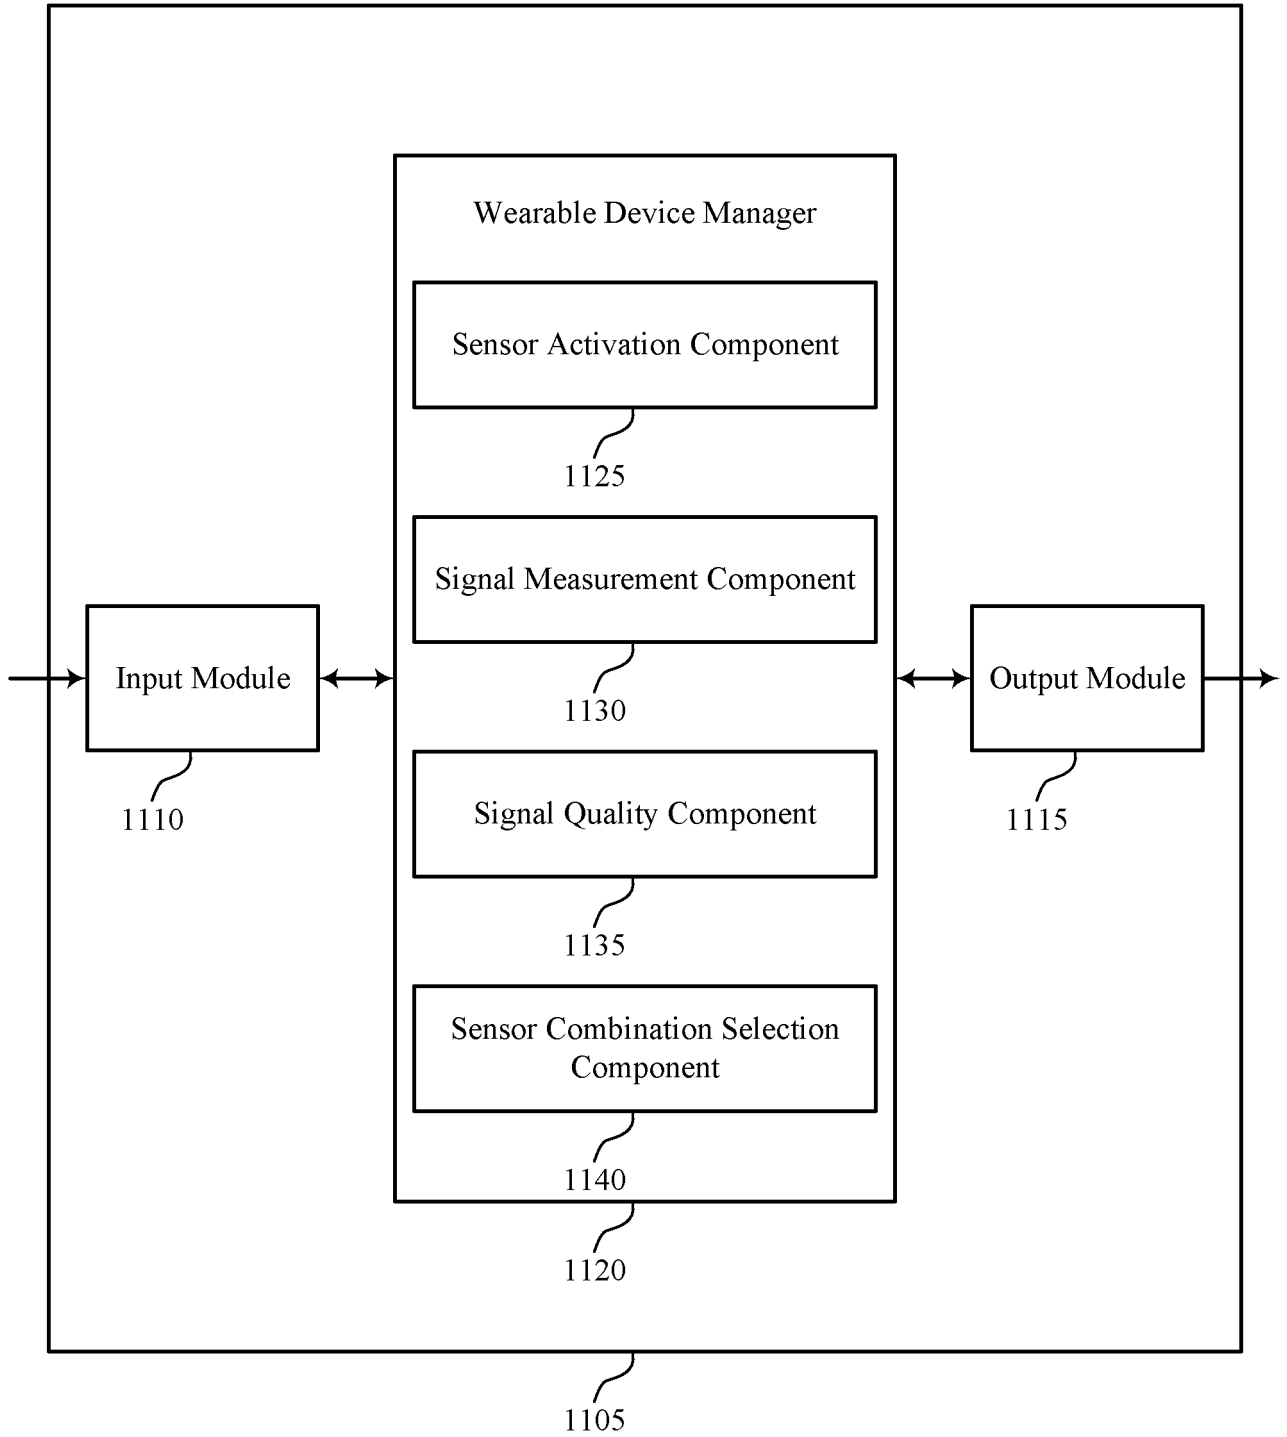 Wearable Device Manager
Sensor Activation Component
1125
Signal Measurement Component
1130
Input Module
1110
Output Module
1115
Signal Quality Component
1135
Sensor Combination Selection
Component
1140
1120
1105